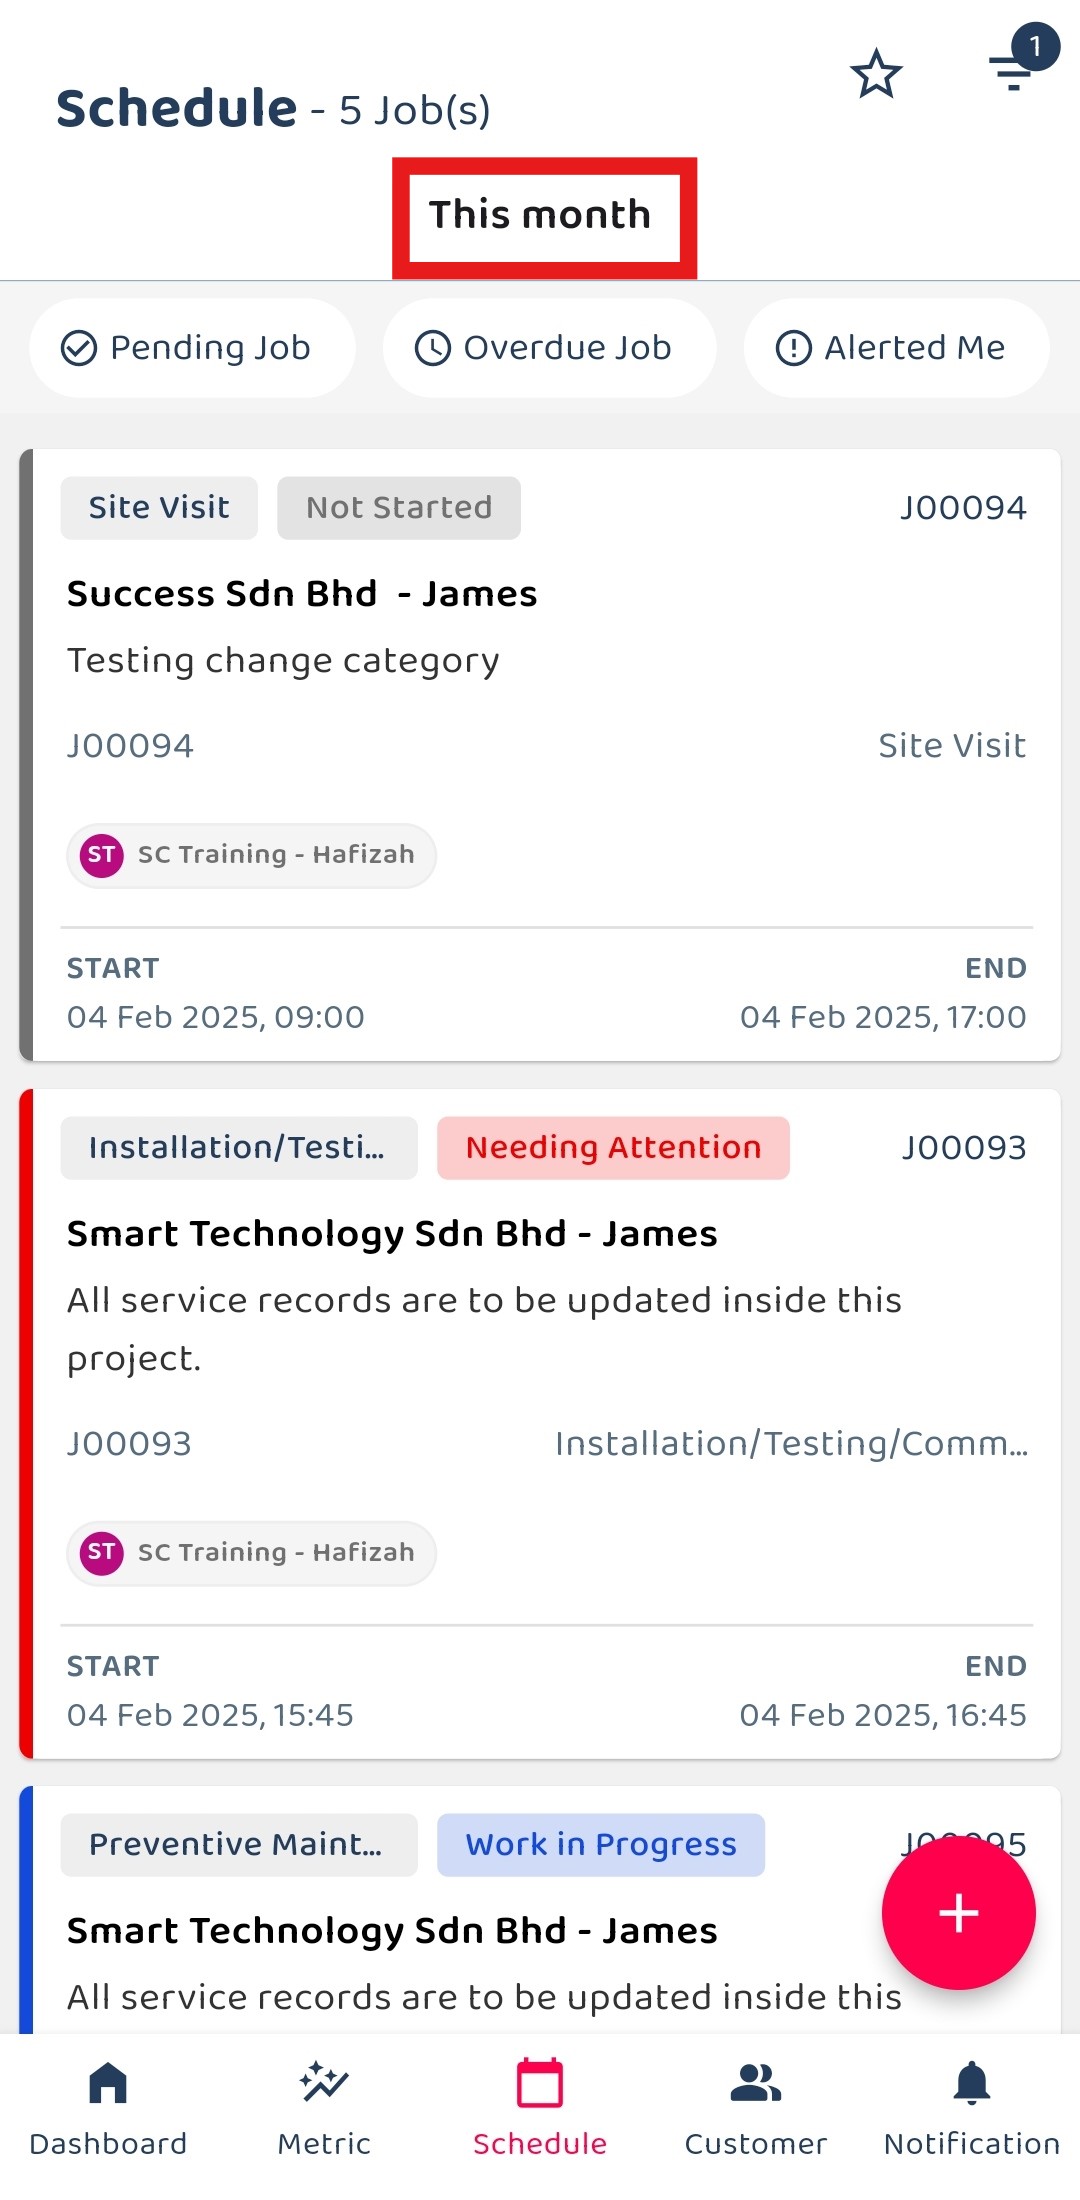 1
Schedule - 5 Job(s)
This month
Pending Job
Overdue Job
Alerted Me
Site Visit
Not Started
J00094
Success Sdn Bhd - James
Testing change category
J00094
Site Visit
ST SC Training - Hafizah
START
END
04 Feb 2025, 09:00
04 Feb 2025, 17:00
Installation/Testi...
Needing Attention
J00093
Smart Technology Sdn Bhd - James
All service records are to be updated inside this
project.
J00093
Installation/Testing/Comm...
ST SC Training - Hafizah
START
END
04 Feb 2025, 15:45
04 Feb 2025, 16:45
Preventive Maint...
Work in Progress
Smart Technology Sdn Bhd - James
All service records are to be updated inside this
Dashboard
Metric
Schedule
Customer
Notification